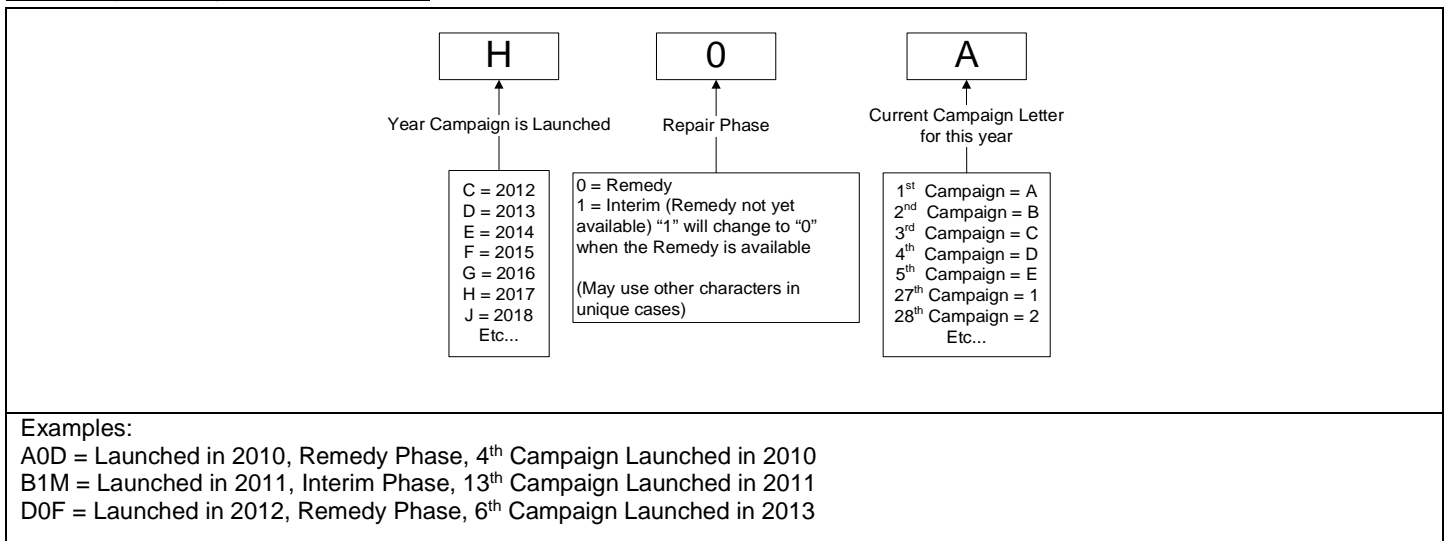 H
0
A
Year Campaign is Launched
Repair Phase
Current Campaign Letter
for this year
C = 2012
D = 2013
E = 2014
F = 2015
G = 2016
H = 2017
J = 2018
Etc...
0 = Remedy
1 = Interim (Remedy not yet
available) “1” will change to “0”
when the Remedy is available
(May use other characters in
unique cases)
1st Campaign = A
2nd Campaign = B
3rd Campaign = C
4th Campaign = D
5th Campaign = E
27th Campaign = 1
28th Campaign = 2
Etc...
Examples:
A0D = Launched in 2010, Remedy Phase, 4th Campaign Launched in 2010
B1M = Launched in 2011, Interim Phase, 13th Campaign Launched in 2011
D0F = Launched in 2012, Remedy Phase, 6th Campaign Launched in 2013